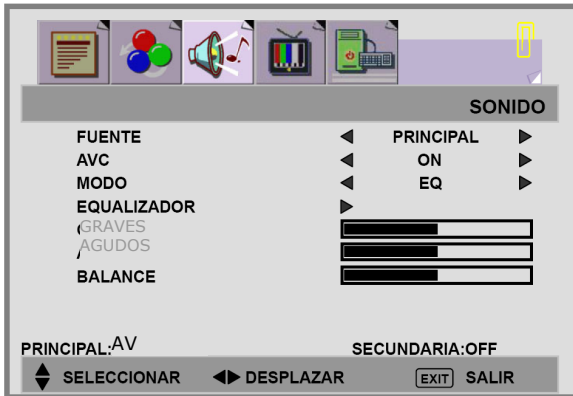 SONIDO
FUENTE PRINCIPAL
AVC ON
MODO EQ
EQUALIZADOR
GRAVES
AGUDOS
BALANCE
PRINCIPAL:AV SECUNDARIA:OFF
SELECCIONAR DESPLAZAR EXIT SALIR